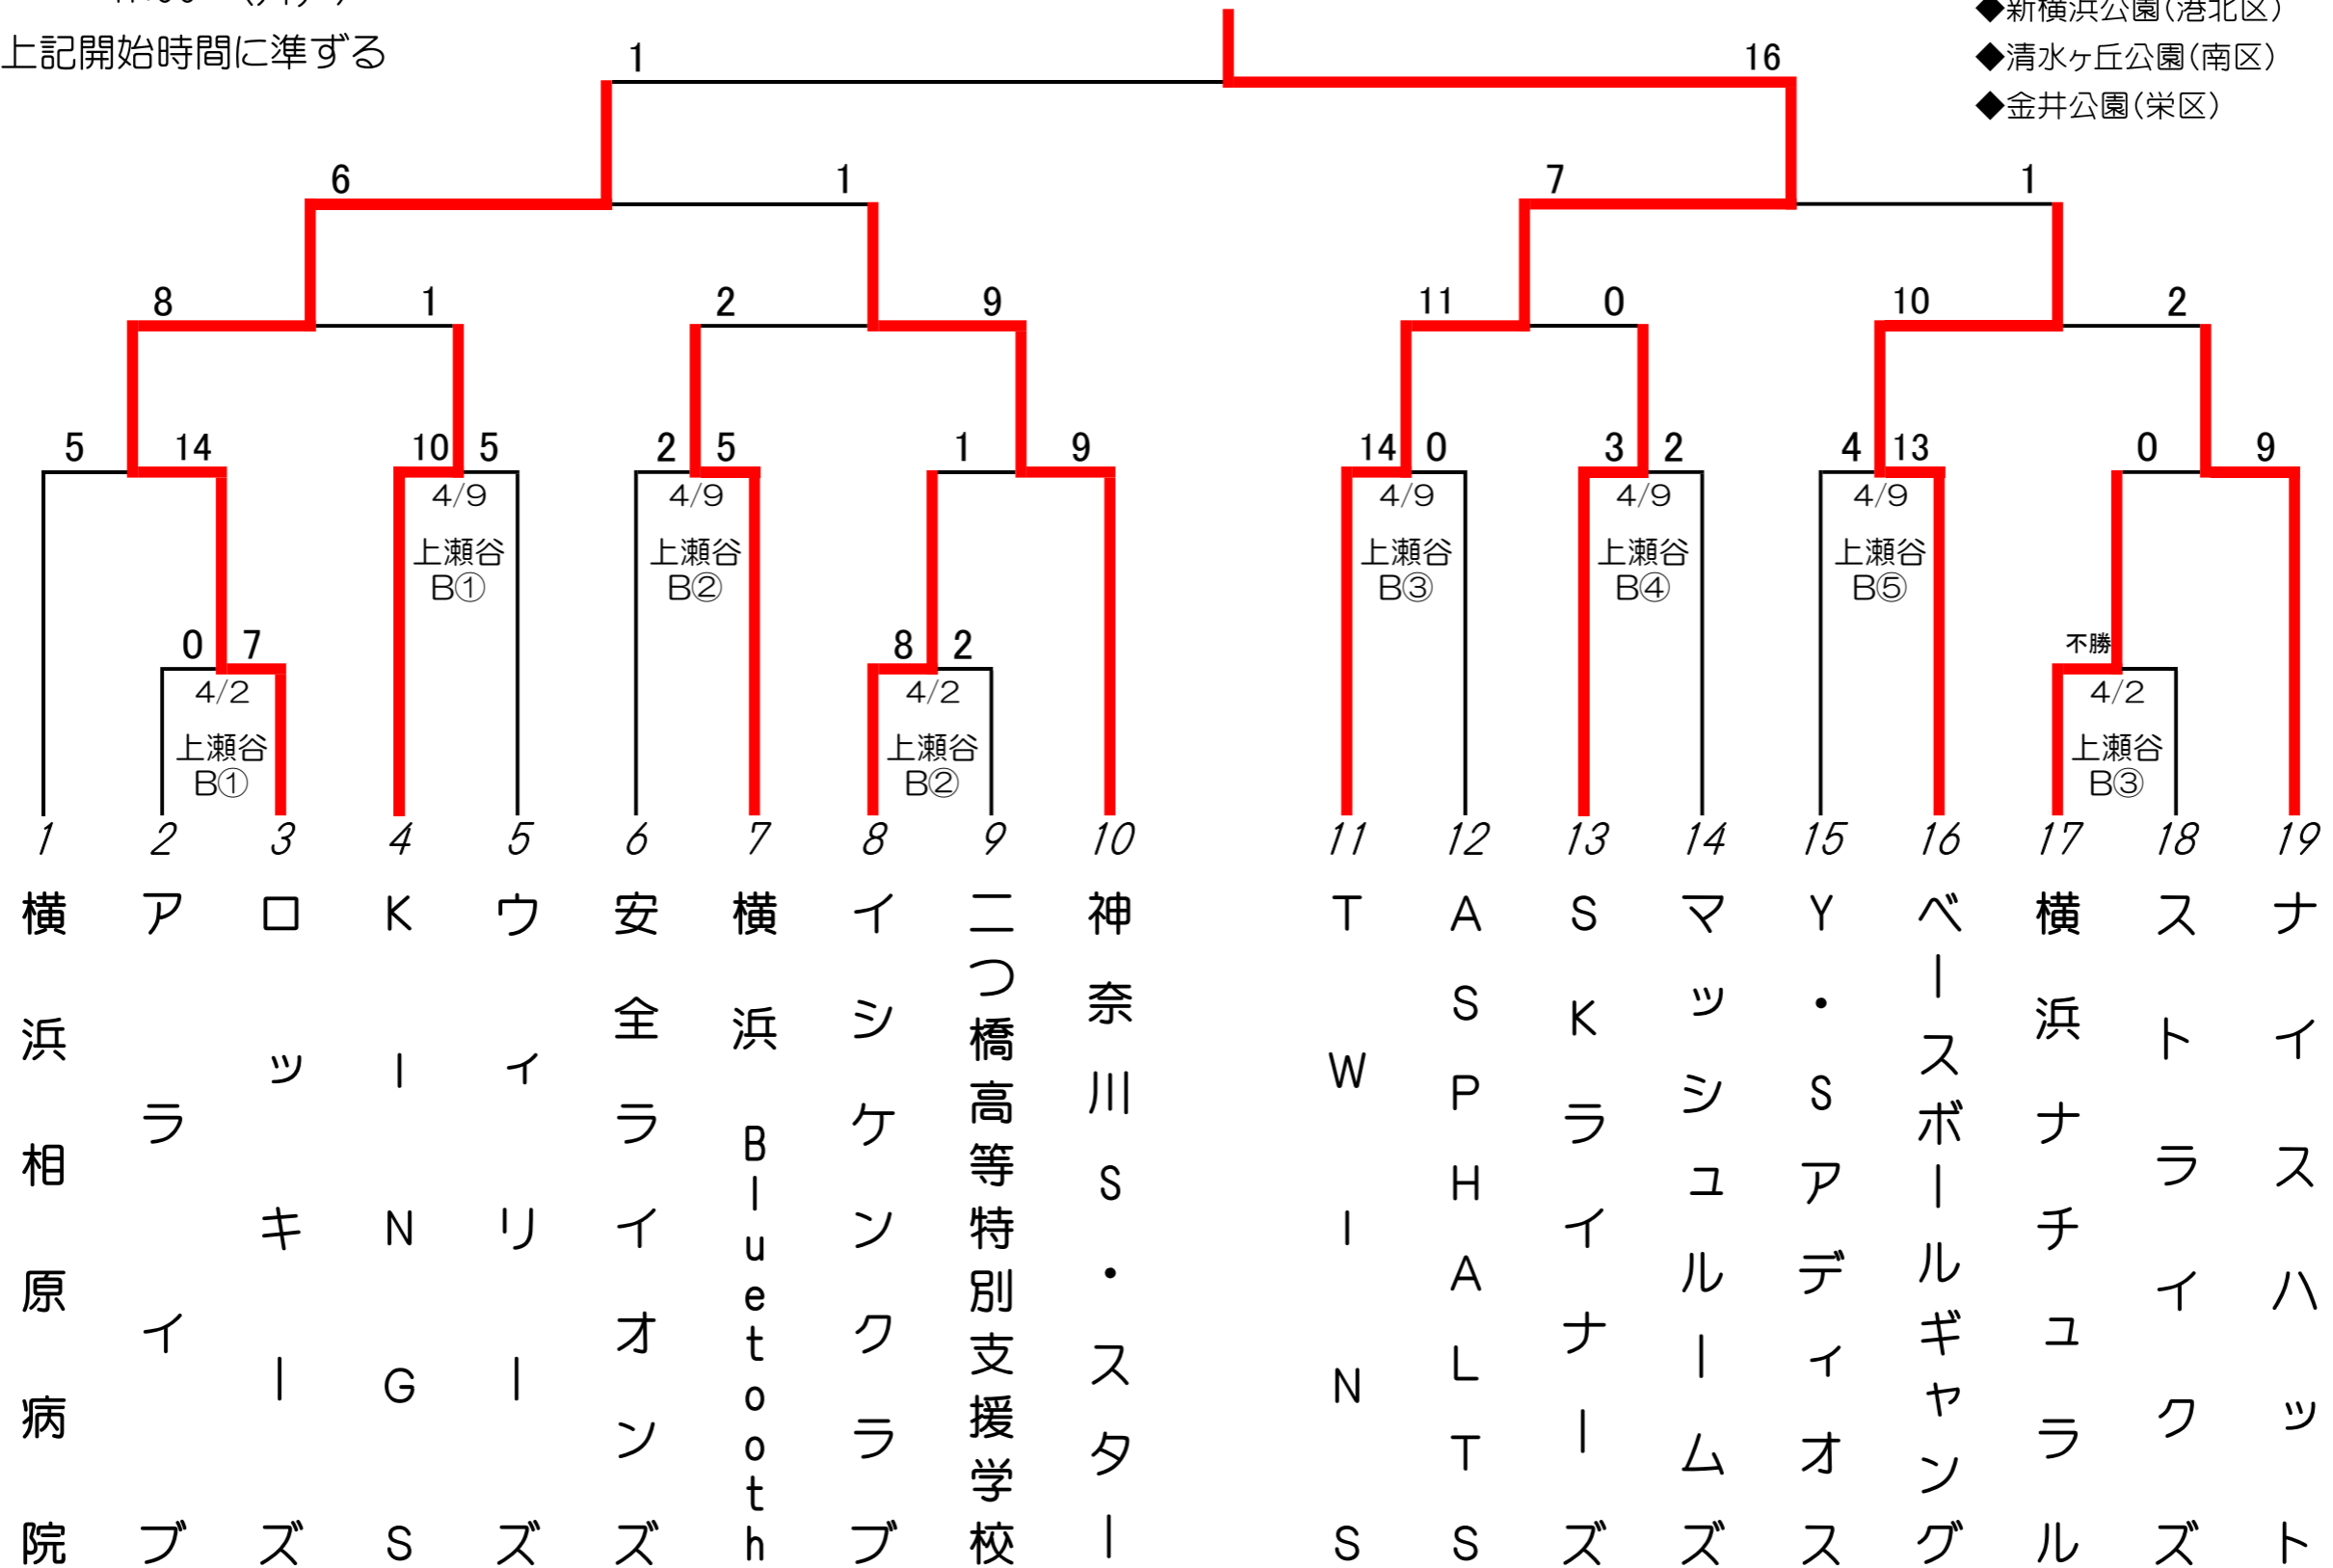 上記開始時間に準ずる
◆新横浜公園(港北区)
◆清水ヶ丘公園(南区)
◆金井公園(栄区)
1 16
6 1 7 1
8 1 2 9 11 0 10 2
5 14 10 5 2 5 1 9 14 0 3 2 4 13 0 9
4/9 4/9 4/9 4/9 4/9
上瀬谷 上瀬谷 上瀬谷 上瀬谷 上瀬谷
B① B② B③ B④ B⑤
0 7 8 2 不勝
4/2 4/2 4/2
上瀬谷 上瀬谷 上瀬谷
B① B② B③
1 2 3 4 5 6 7 8 9 10 11 12 13 14 15 16 17 18 19
横浜相原病院
アライブ
ロッキーズ
KINGS
ウィリーズ
安全ライオンズ
横浜 Bluetooth
イシケンクラブ
二つ橋高等特別支援学校
神奈川S・スター
TWINS
ASPHALTS
SKライナーズ
マッシュルームズ
Y・Sアディオス
ベースボールギャング
横浜ナチュラル
ストライクズ
ナイスハット